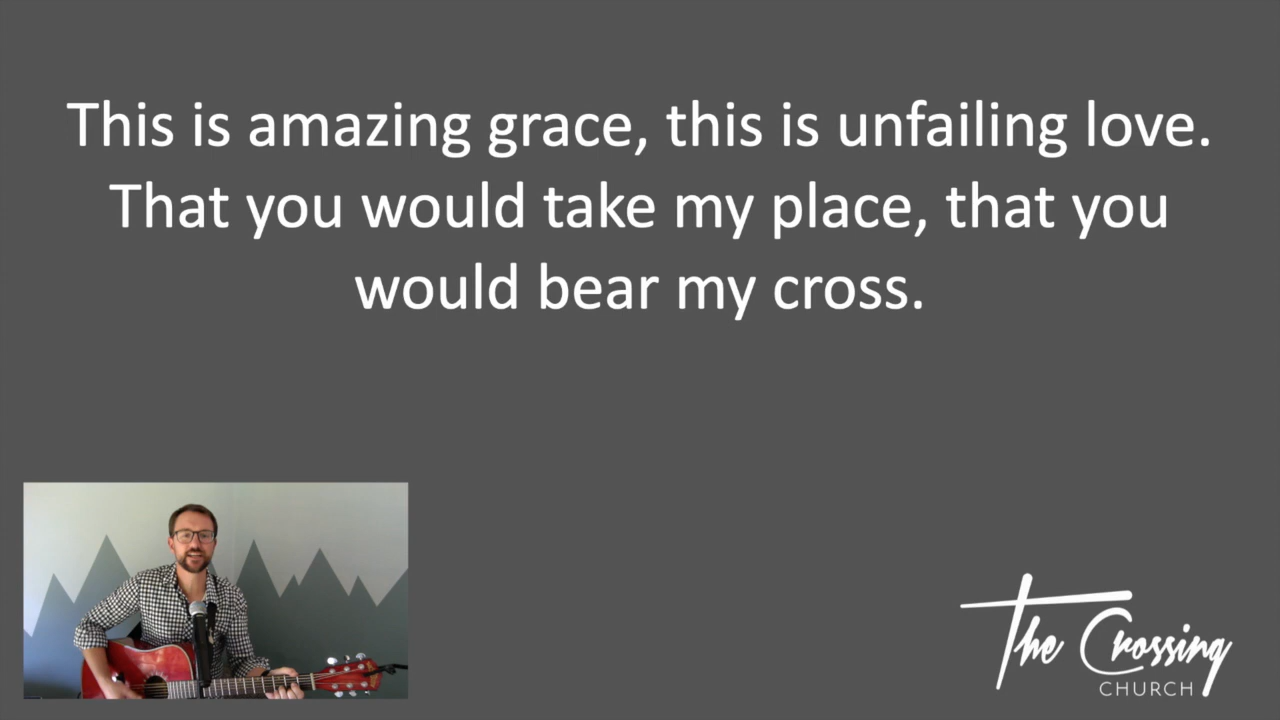 This is amazing grace, this is unfailing love.
That you would take my place, that you
would bear my cross.
The Crossing
CHURCH